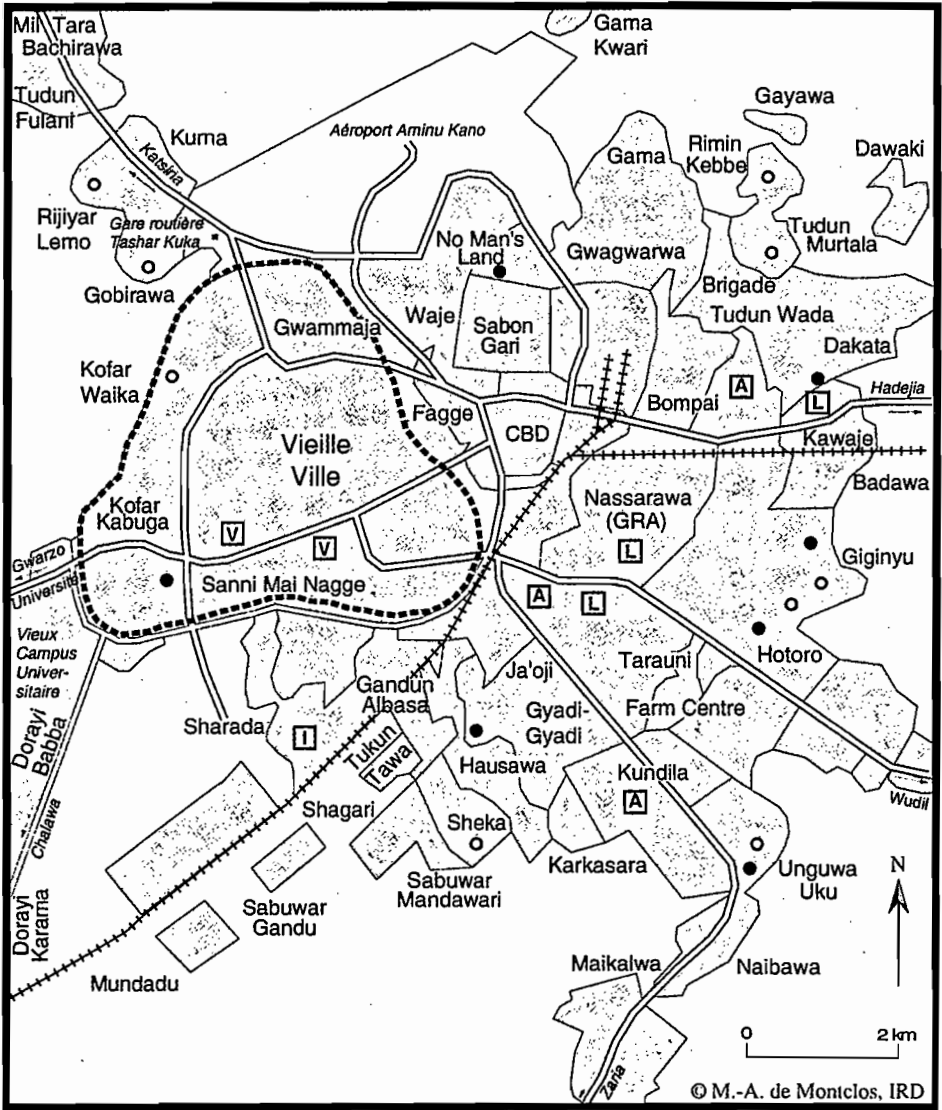 Mil Tara
Bachirawa
Tudun
Fulani
Gama
Kwari
Kurna
Katsina
Aéroport Aminu Kano
Gayawa
Rimin
Kebbe
Dawaki
Gama
Rijiyar
Lemo
Gare routière
Tashar Kuka
No Man's
Land
Tudun
Murtala
Gobirawa
Gwagwarwa
Brigade
Gwammaja
Waje
Sabon
Gari
Tudun Wada
Kofar
Waika
Dakata
A
Hadejia
L
Fagge
Bompai
CBD
Kawaje
Vieille
Ville
Badawa
Nassarawa
(GRA)
Kofar
Kabuga
V
V
L
Giginyu
Gwarzo
Université
Sanni Mai Nagge
A
L
Vieux
Campus
Univer-
sitaire
Ja'oji
Tarauni
Hotoro
Gandun
Albasa
Dorayi
Babba
Sharada
I
Gyadi-
Gyadi
Farm Centre
Tukun
Tawa
Hausawa
Kundila
A
Wudil
Chalawa
Shagari
Sheka
Karkasara
Unguwa
Uku
N
Sabuwar
Mandawari
Dorayi
Karama
Sabuwar
Gandu
Mundadu
Maikalwa
Naibawa
0 2 km
Zaria
© M.-A. de Montclos, IRD